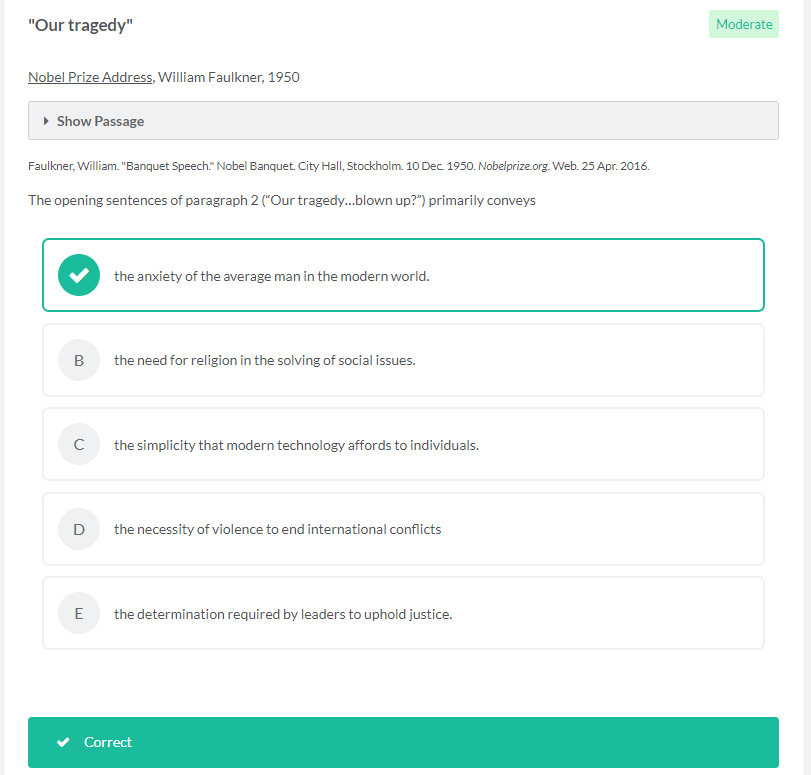 "Our tragedy"
Moderate
Nobel Prize Address, William Faulkner, 1950
Show Passage
Faulkner, William. "Banquet Speech." Nobel Banquet. City Hall, Stockholm. 10 Dec. 1950. Nobelprize.org. Web. 25 Apr. 2016.
The opening sentences of paragraph 2 (“Our tragedy...blown up?”) primarily conveys
the anxiety of the average man in the modern world.
B the need for religion in the solving of social issues.
C the simplicity that modern technology affords to individuals.
D the necessity of violence to end international conflicts
E the determination required by leaders to uphold justice.
Correct